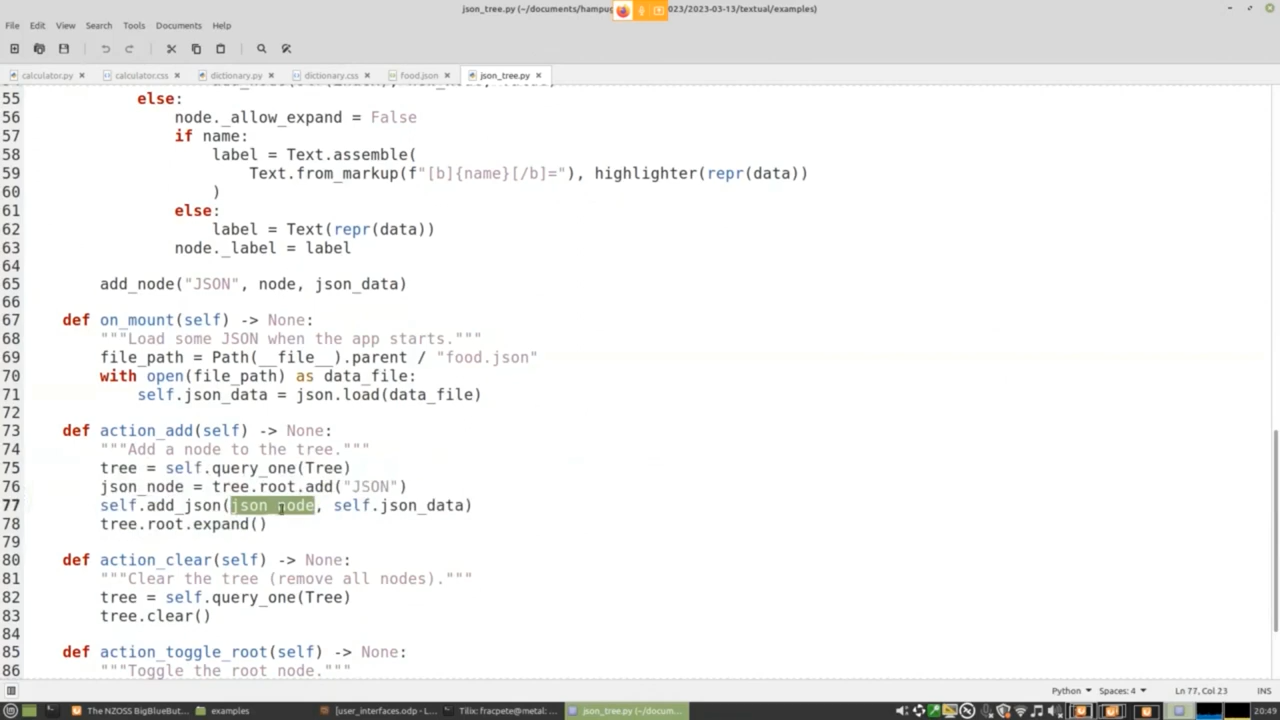 json_tree.py (~/documents/hampug 023/2023-03-13/textual/examples)
File Edit View Search Tools Documents Help
calculator.py calculator.css dictionary.py dictionary.css food.json json_tree.py
55 else:
56 node._allow_expand = False
57 if name:
58 label = Text.assemble(
59 Text.from_markup(f"[b]{name}[/b]="), highlighter(repr(data))
60 )
61 else:
62 label = Text(repr(data))
63 node._label = label
64
65 add_node("JSON", node, json_data)
66
67 def on_mount(self) -> None:
68 """Load some JSON when the app starts."""
69 file_path = Path(__file__).parent / "food.json"
70 with open(file_path) as data_file:
71 self.json_data = json.load(data_file)
72
73 def action_add(self) -> None:
74 """Add a node to the tree."""
75 tree = self.query_one(Tree)
76 json_node = tree.root.add("JSON")
77 self.add_json(json_node, self.json_data)
78 tree.root.expand()
79
80 def action_clear(self) -> None:
81 """Clear the tree (remove all nodes)."""
82 tree = self.query_one(Tree)
83 tree.clear()
84
85 def action_toggle_root(self) -> None:
86 """Toggle the root node."""
Python Spaces: 4 Ln 77, Col 23 INS
The NZOSS BigBlueBut... examples [user_interfaces.odp - L... Tilix: fracpete@metal: ... json_tree.py (~/docum... 20:49